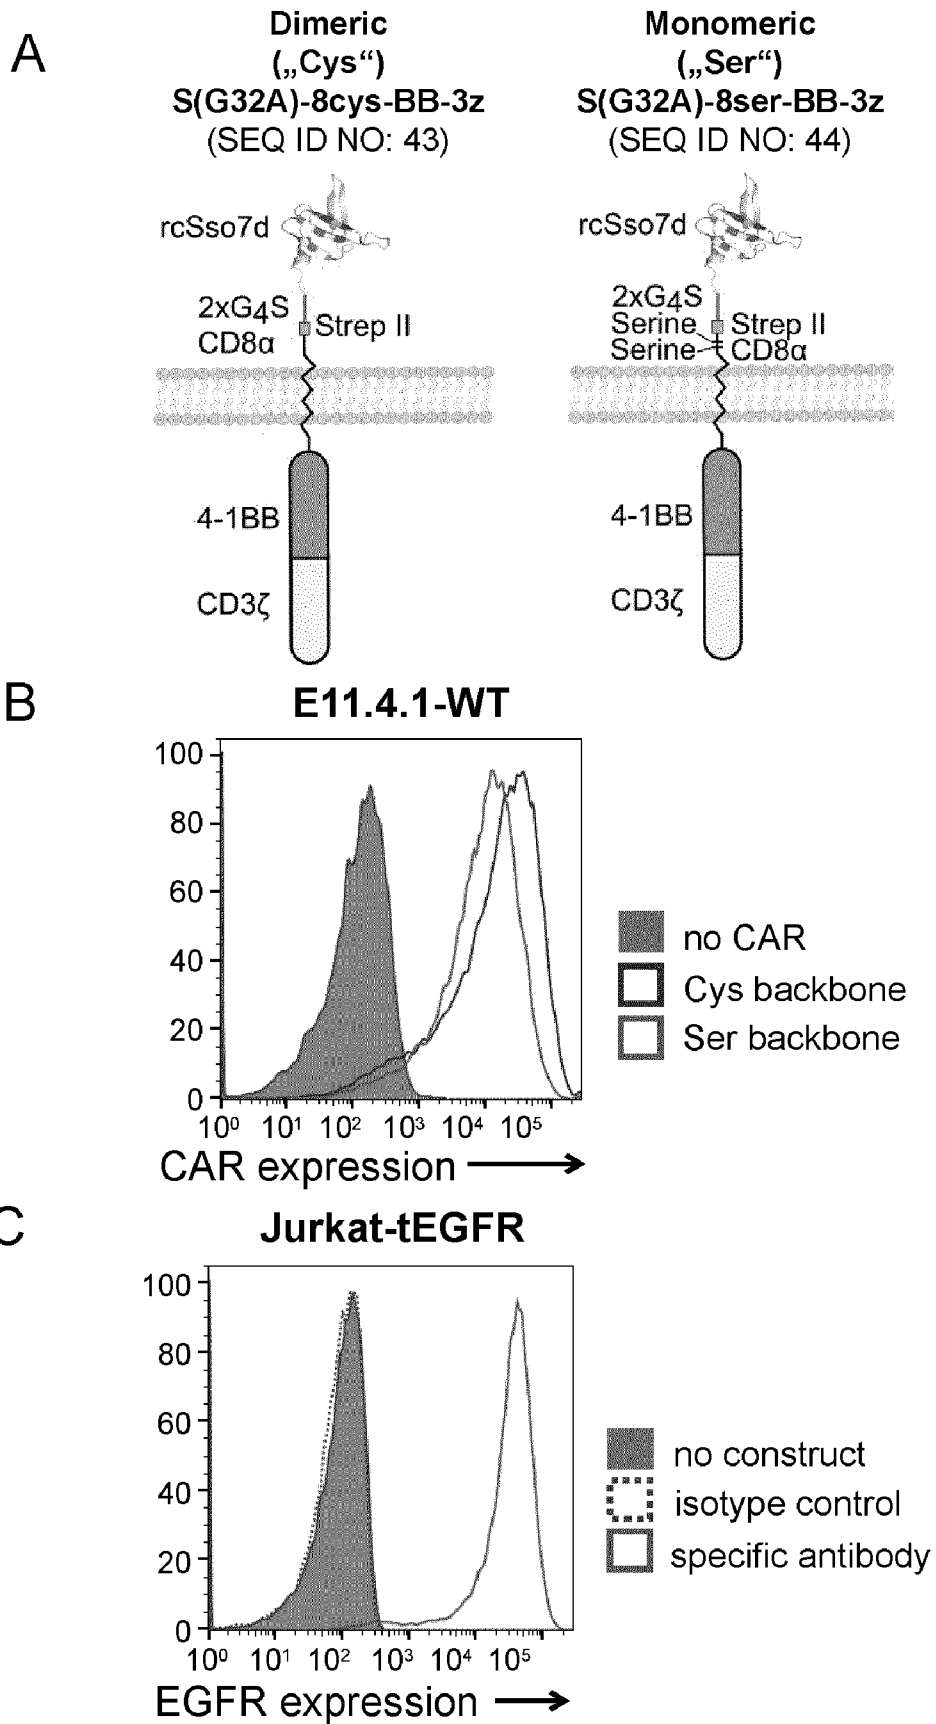 A
Dimeric
(„Cys“)
S(G32A)-8cys-BB-3z
(SEQ ID NO: 43)
rcSso7d
2xG4S
Strep II
CD8α
4-1BB
CD3ζ
Monomeric
(„Ser“)
S(G32A)-8ser-BB-3z
(SEQ ID NO: 44)
rcSso7d
2xG4S
Serine
Strep II
Serine
CD8α
4-1BB
CD3ζ
B
E11.4.1-WT
100
80
60
40
20
0
10⁰ 10¹ 10² 10³ 10⁴ 10⁵
CAR expression
no CAR
Cys backbone
Ser backbone
C
Jurkat-tEGFR
100
80
60
40
20
0
10⁰ 10¹ 10² 10³ 10⁴ 10⁵
EGFR expression
no construct
isotype control
specific antibody